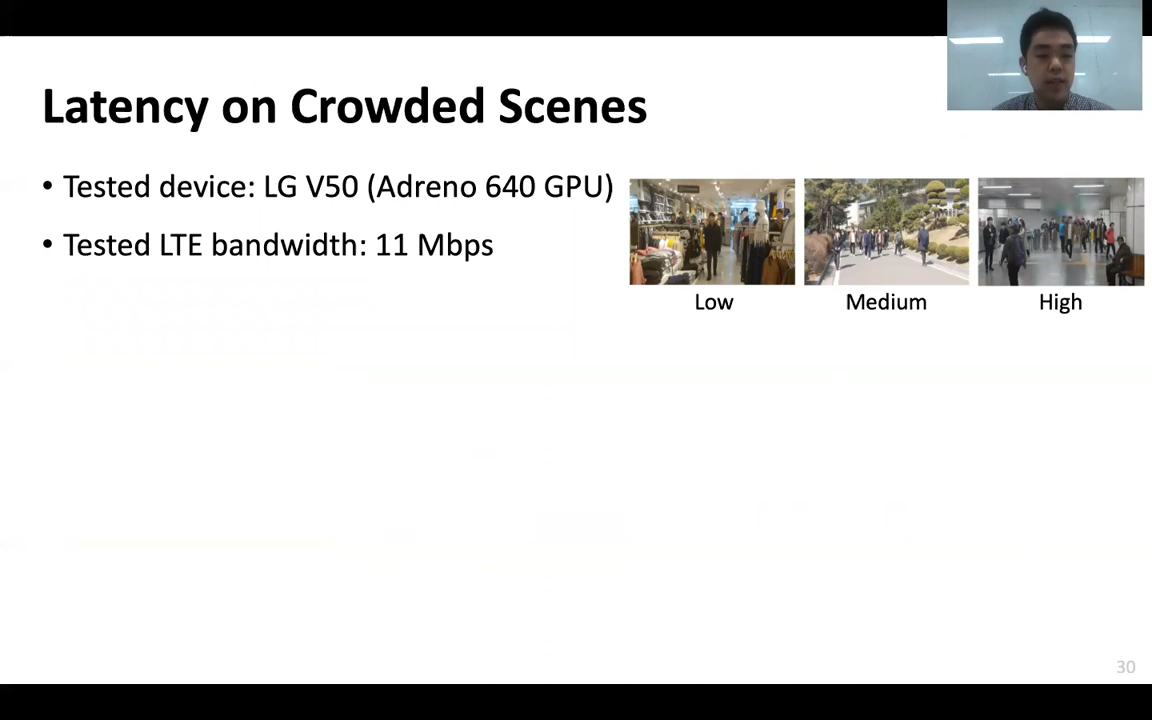 Latency on Crowded Scenes
• Tested device: LG V50 (Adreno 640 GPU)
• Tested LTE bandwidth: 11 Mbps
Low
Medium
High
30